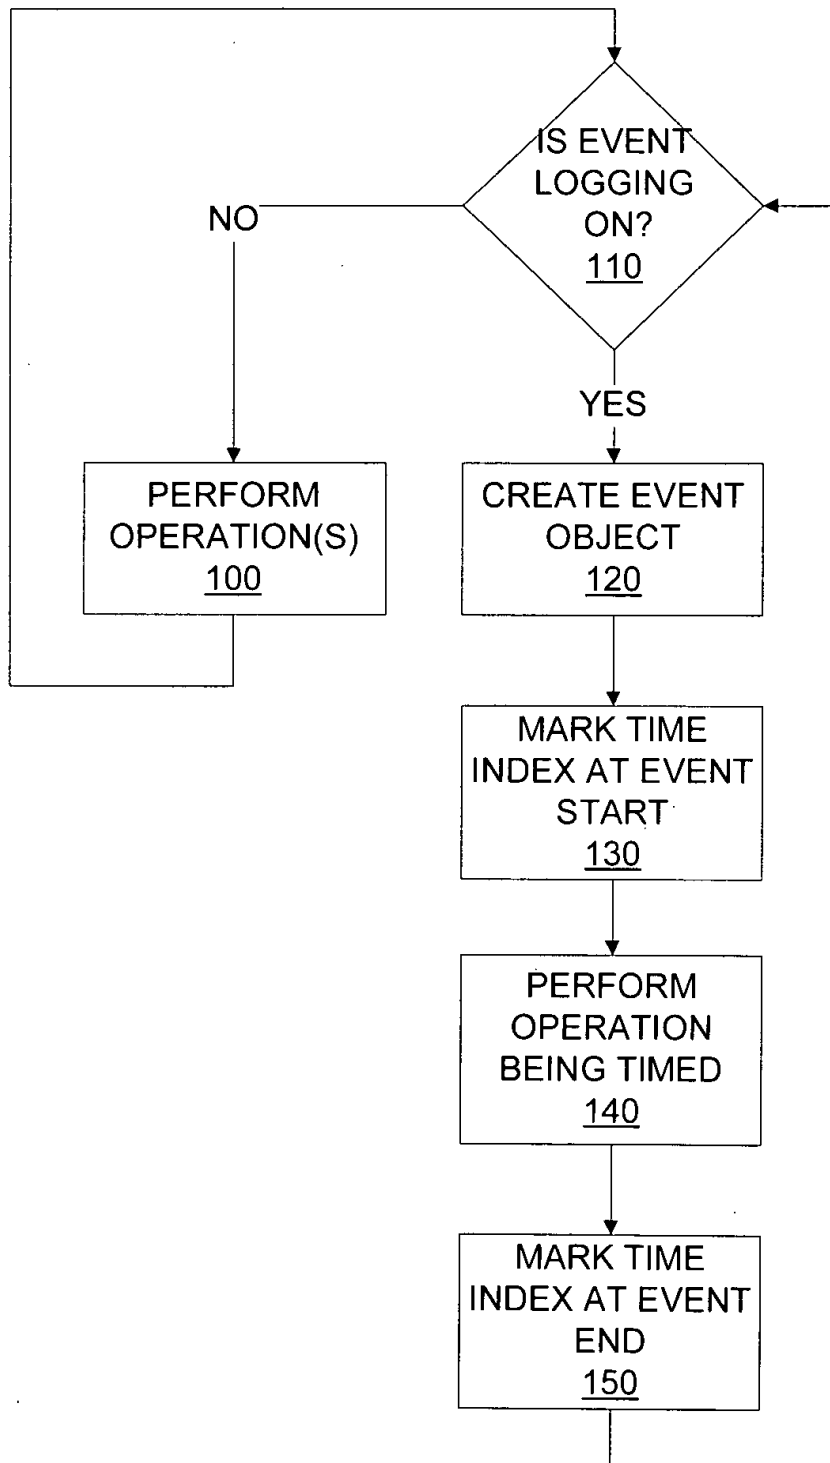 IS EVENT
LOGGING
ON?
110
NO
YES
PERFORM
OPERATION(S)
100
CREATE EVENT
OBJECT
120
MARK TIME
INDEX AT EVENT
START
130
PERFORM
OPERATION
BEING TIMED
140
MARK TIME
INDEX AT EVENT
END
150